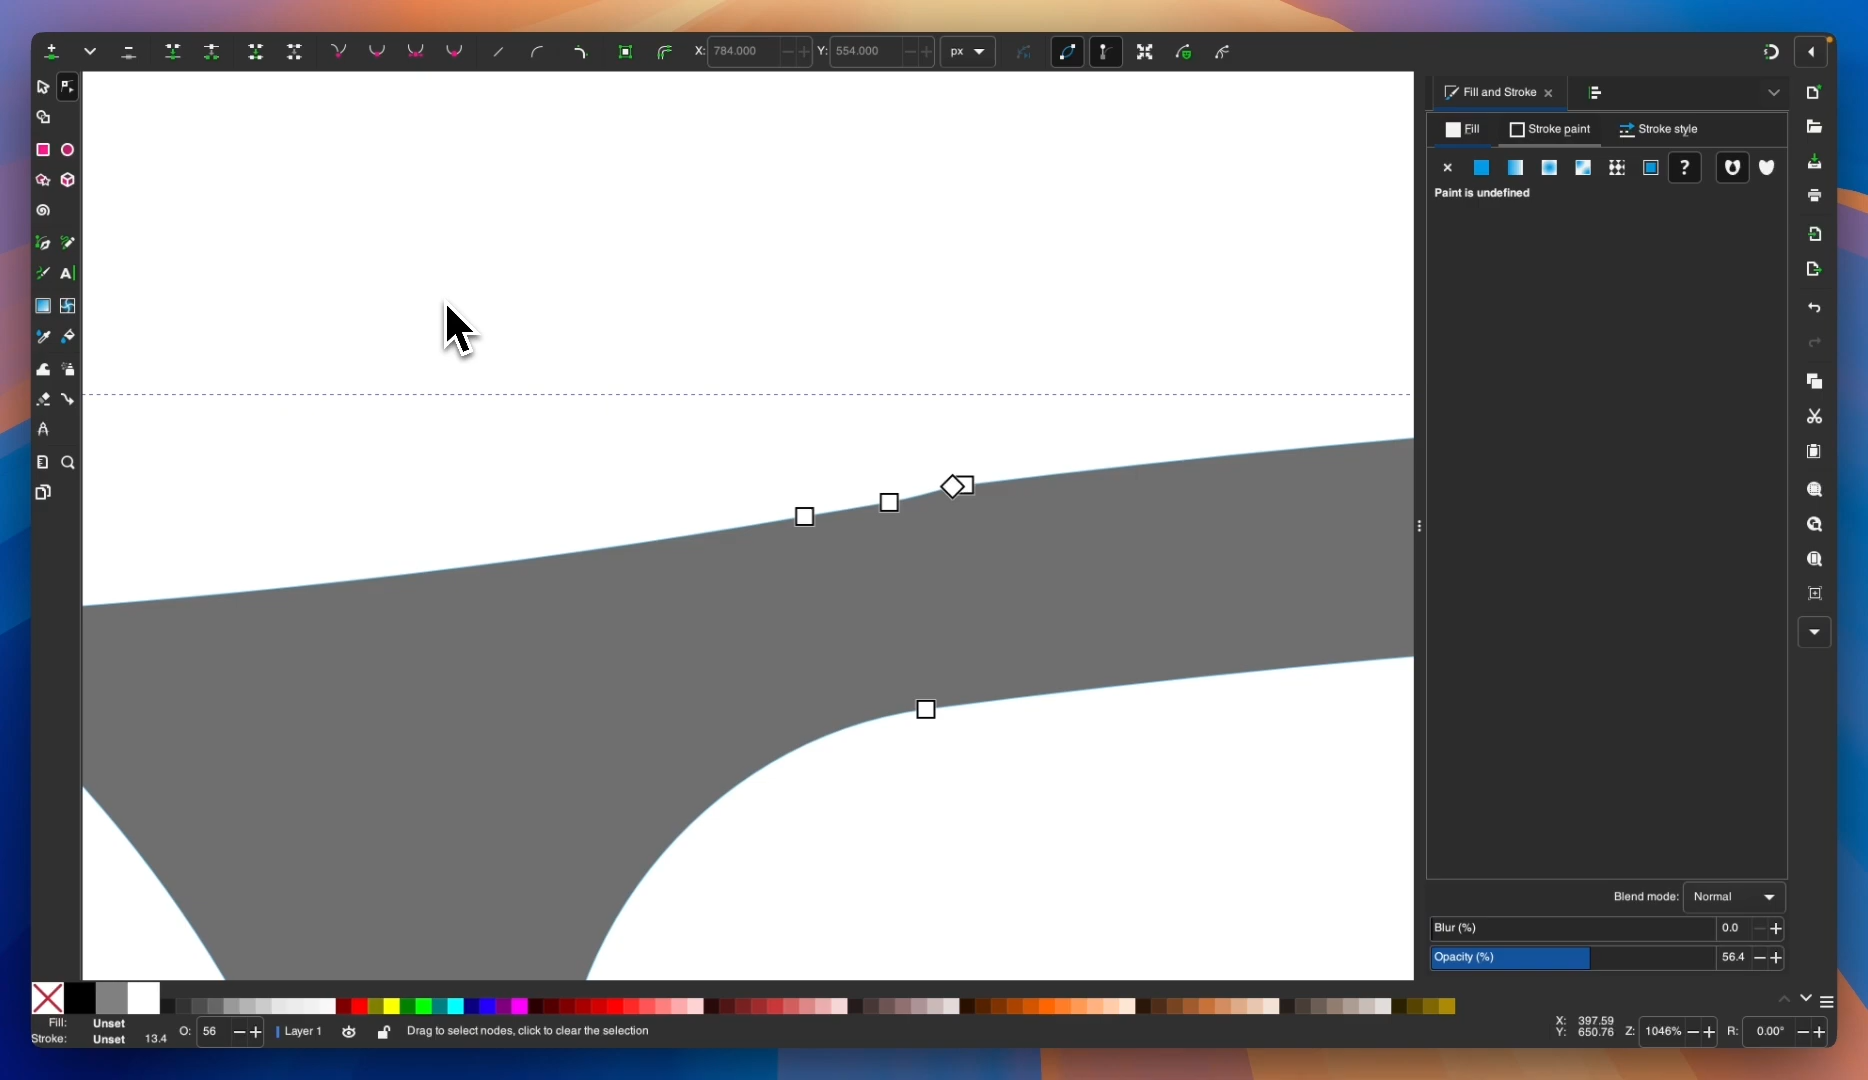 X: 784.000 Y: 554.000 px
Fill and Stroke
Fill Stroke paint Stroke style
?
Paint is undefined
A
Blend mode: Normal
Blur (%) 0.0
Opacity (%) 56.4
Fill: Unset
Stroke: Unset 13.4
O: 56
Layer 1
Drag to select nodes, click to clear the selection
X: 397.59
Y: 650.76
Z: 1046%
R: 0.00°